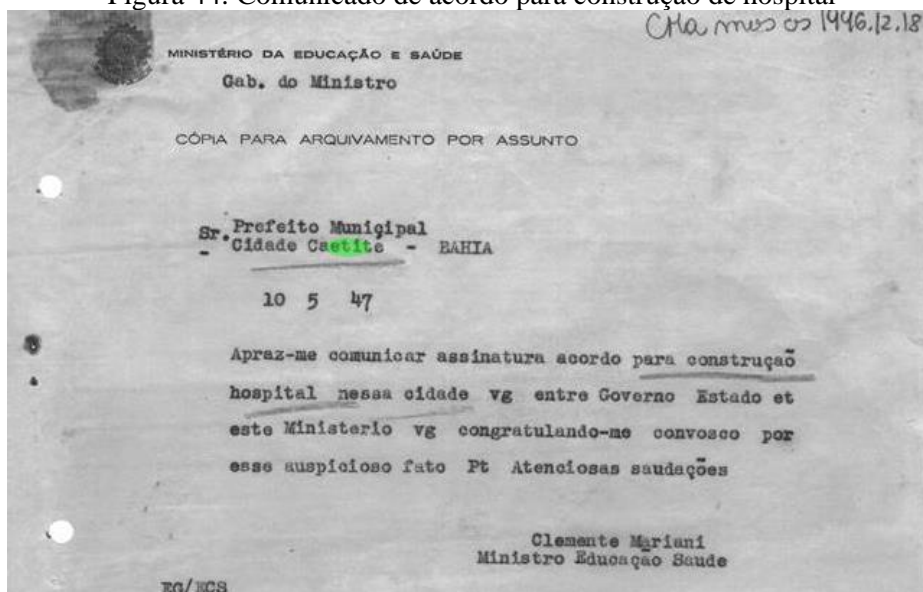 Figura 44: Comunicado de acordo para construção de hospital
CMa mes os 1946.12.18
MINISTÉRIO DA EDUCAÇÃO E SAÚDE
Gab. do Ministro
CÓPIA PARA ARQUIVAMENTO POR ASSUNTO
Sr. Prefeito Municipal
Cidade Caetite - BAHIA
10 5 47
Apraz-me comunicar assinatura acordo para construção
hospital nessa cidade vg entre Governo Estado et
este Ministerio vg congratulando-me convosco por
esse auspicioso fato Pt Atenciosas saudações
Clemente Mariani
Ministro Educação Saude
EG/ECS